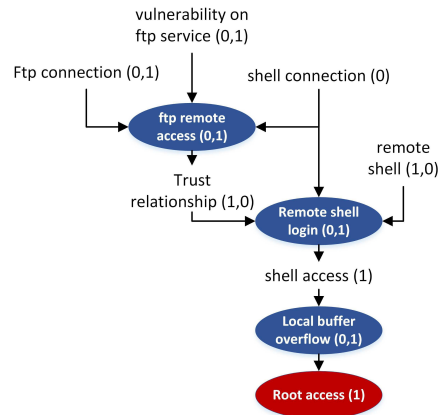 vulnerability on
ftp service (0,1)
Ftp connection (0,1)
shell connection (0)
ftp remote
access (0,1)
remote
shell (1,0)
Trust
relationship (1,0)
Remote shell
login (0,1)
shell access (1)
Local buffer
overflow (0,1)
Root access (1)